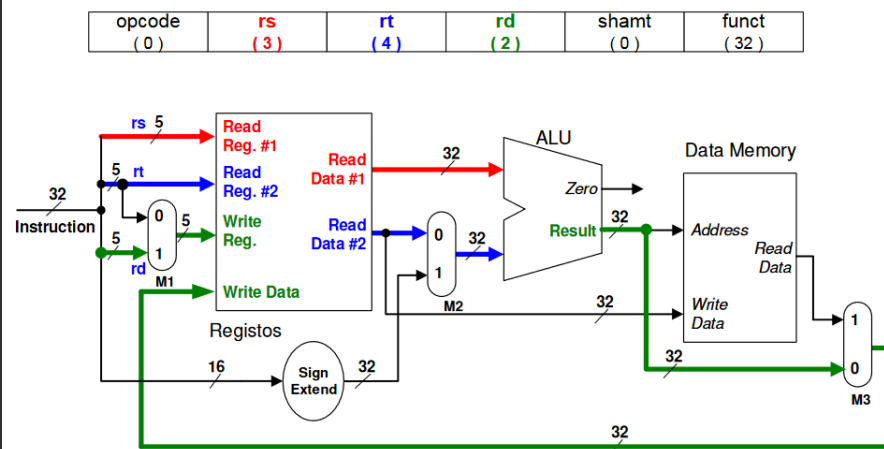 opcode rs rt rd shamt funct
( 0 ) ( 3 ) ( 4 ) ( 2 ) ( 0 ) ( 32 )
rs 5
Read
Reg. #1
5 rt
Read
Reg. #2
32
Instruction
0
1
5
M1
5
rd
Write
Reg.
Write Data
Read
Data #1
Read
Data #2
Registos
32
0
1
32
M2
ALU
Zero
Result
32
Data Memory
Address
Read
Data
Write
Data
32
32
1
0
M3
16
Sign
Extend
32
32